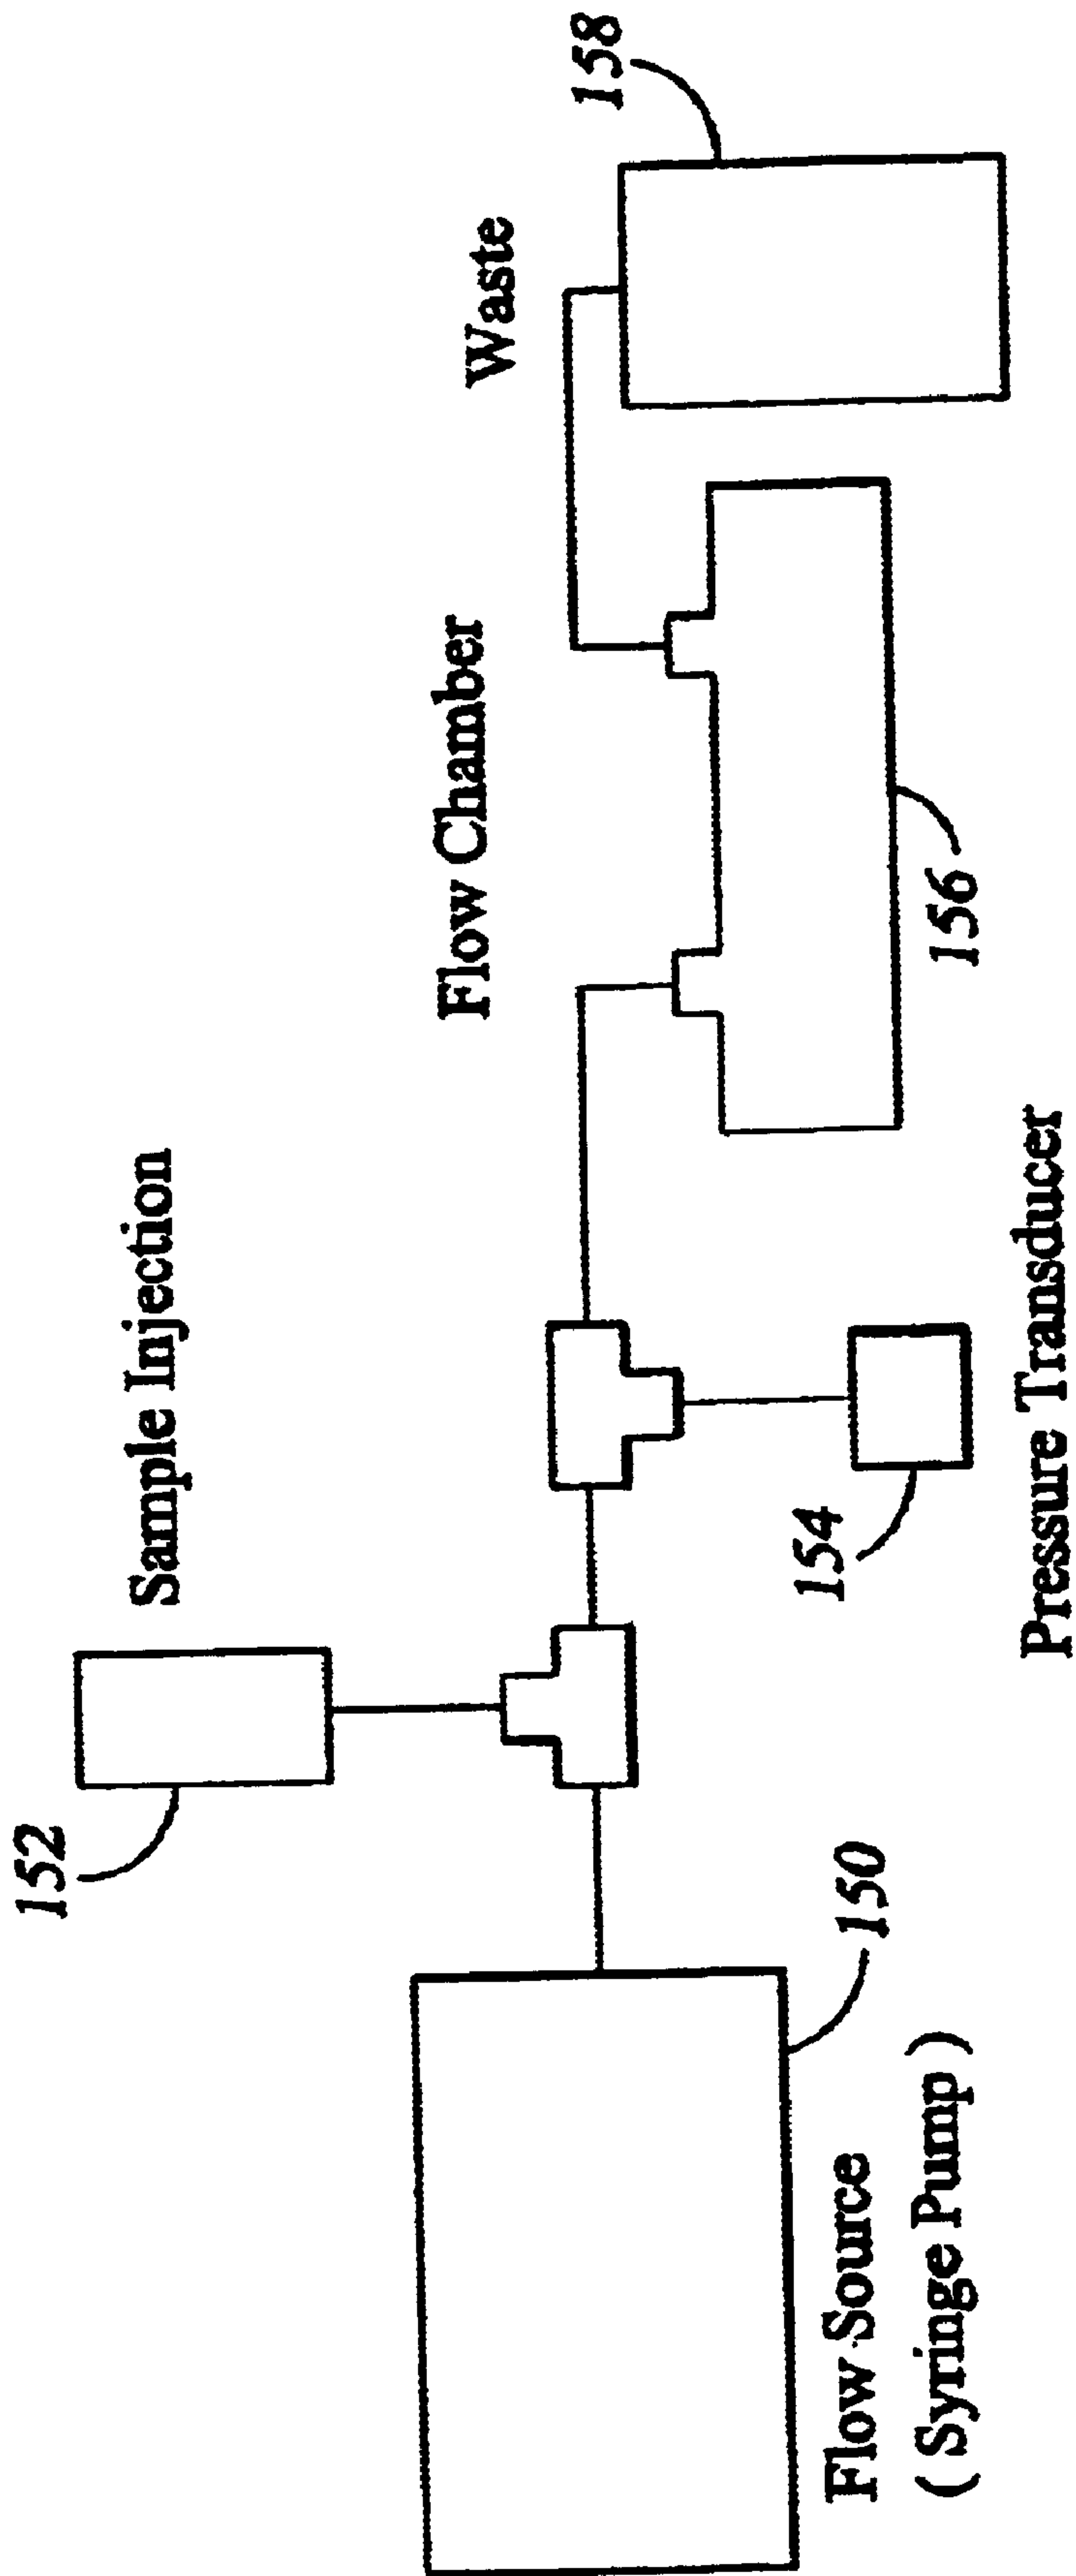 152
Sample Injection
Flow Chamber
Waste
158
150
Flow Source
( Syringe Pump )
154
Pressure Transducer
156